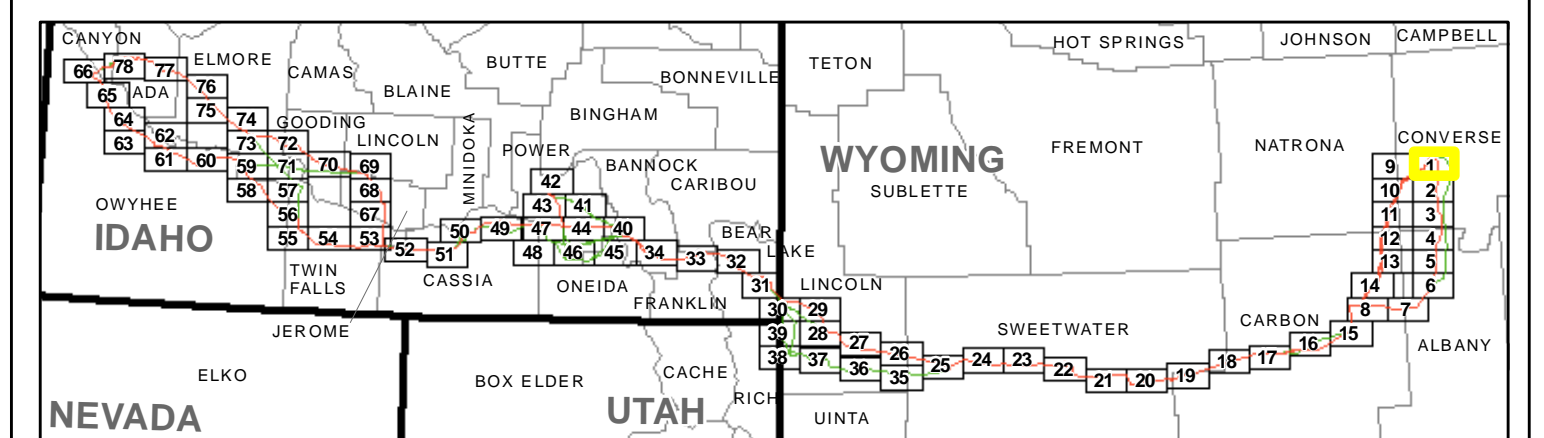 CANYON
HOT SPRINGS
JOHNSON
CAMPBELL
ELMORE
BUTTE
TETON
66
78
77
CAMAS
BONNEVILLE
76
65
ADA
BLAINE
75
BINGHAM
64
74
GOODING
62
63
73
72
LINCOLN
MINIDOKA
CONVERSE
61
60
59
71
70
69
POWER
NATRONA
FREMONT
WYOMING
9
1
BANNOCK
58
57
68
42
CARIBOU
SUBLETTE
10
2
OWYHEE
56
67
43
41
11
3
IDAHO
55
54
53
52
51
50
49
47
44
40
BEAR
LAKE
12
4
48
46
45
34
33
32
13
5
TWIN
FALLS
CASSIA
ONEIDA
31
LINCOLN
14
6
FRANKLIN
30
29
8
7
JEROME
39
28
SWEETWATER
CARBON
15
38
37
27
26
25
24
23
22
21
20
19
18
17
16
ALBANY
36
35
ELKO
BOX ELDER
CACHE
RICH
NEVADA
UTAH
UINTA